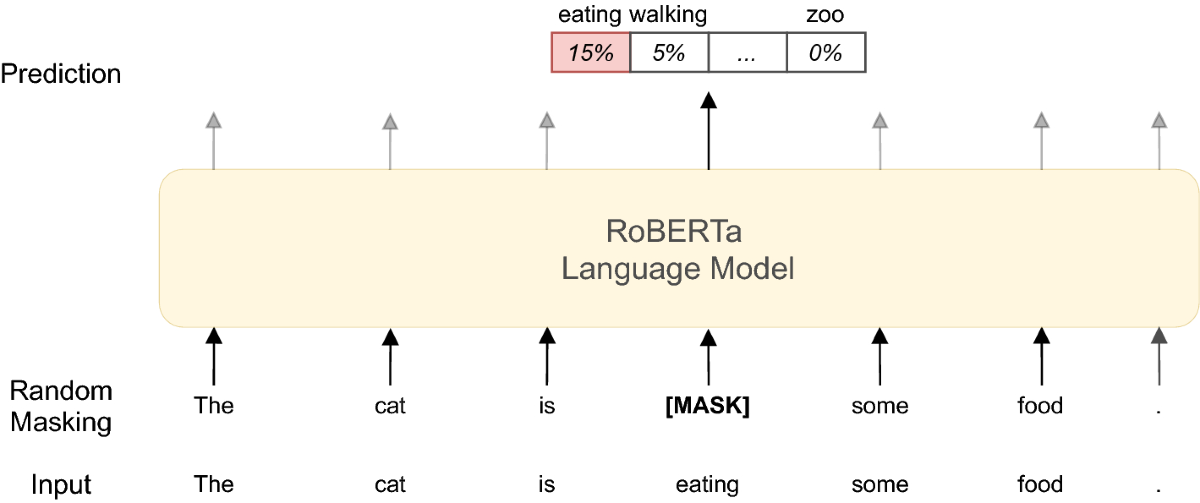 eating walking zoo
15% 5% ... 0%
Prediction
RoBERTa
Language Model
Random
Masking
The cat is [MASK] some food .
Input The cat is eating some food .